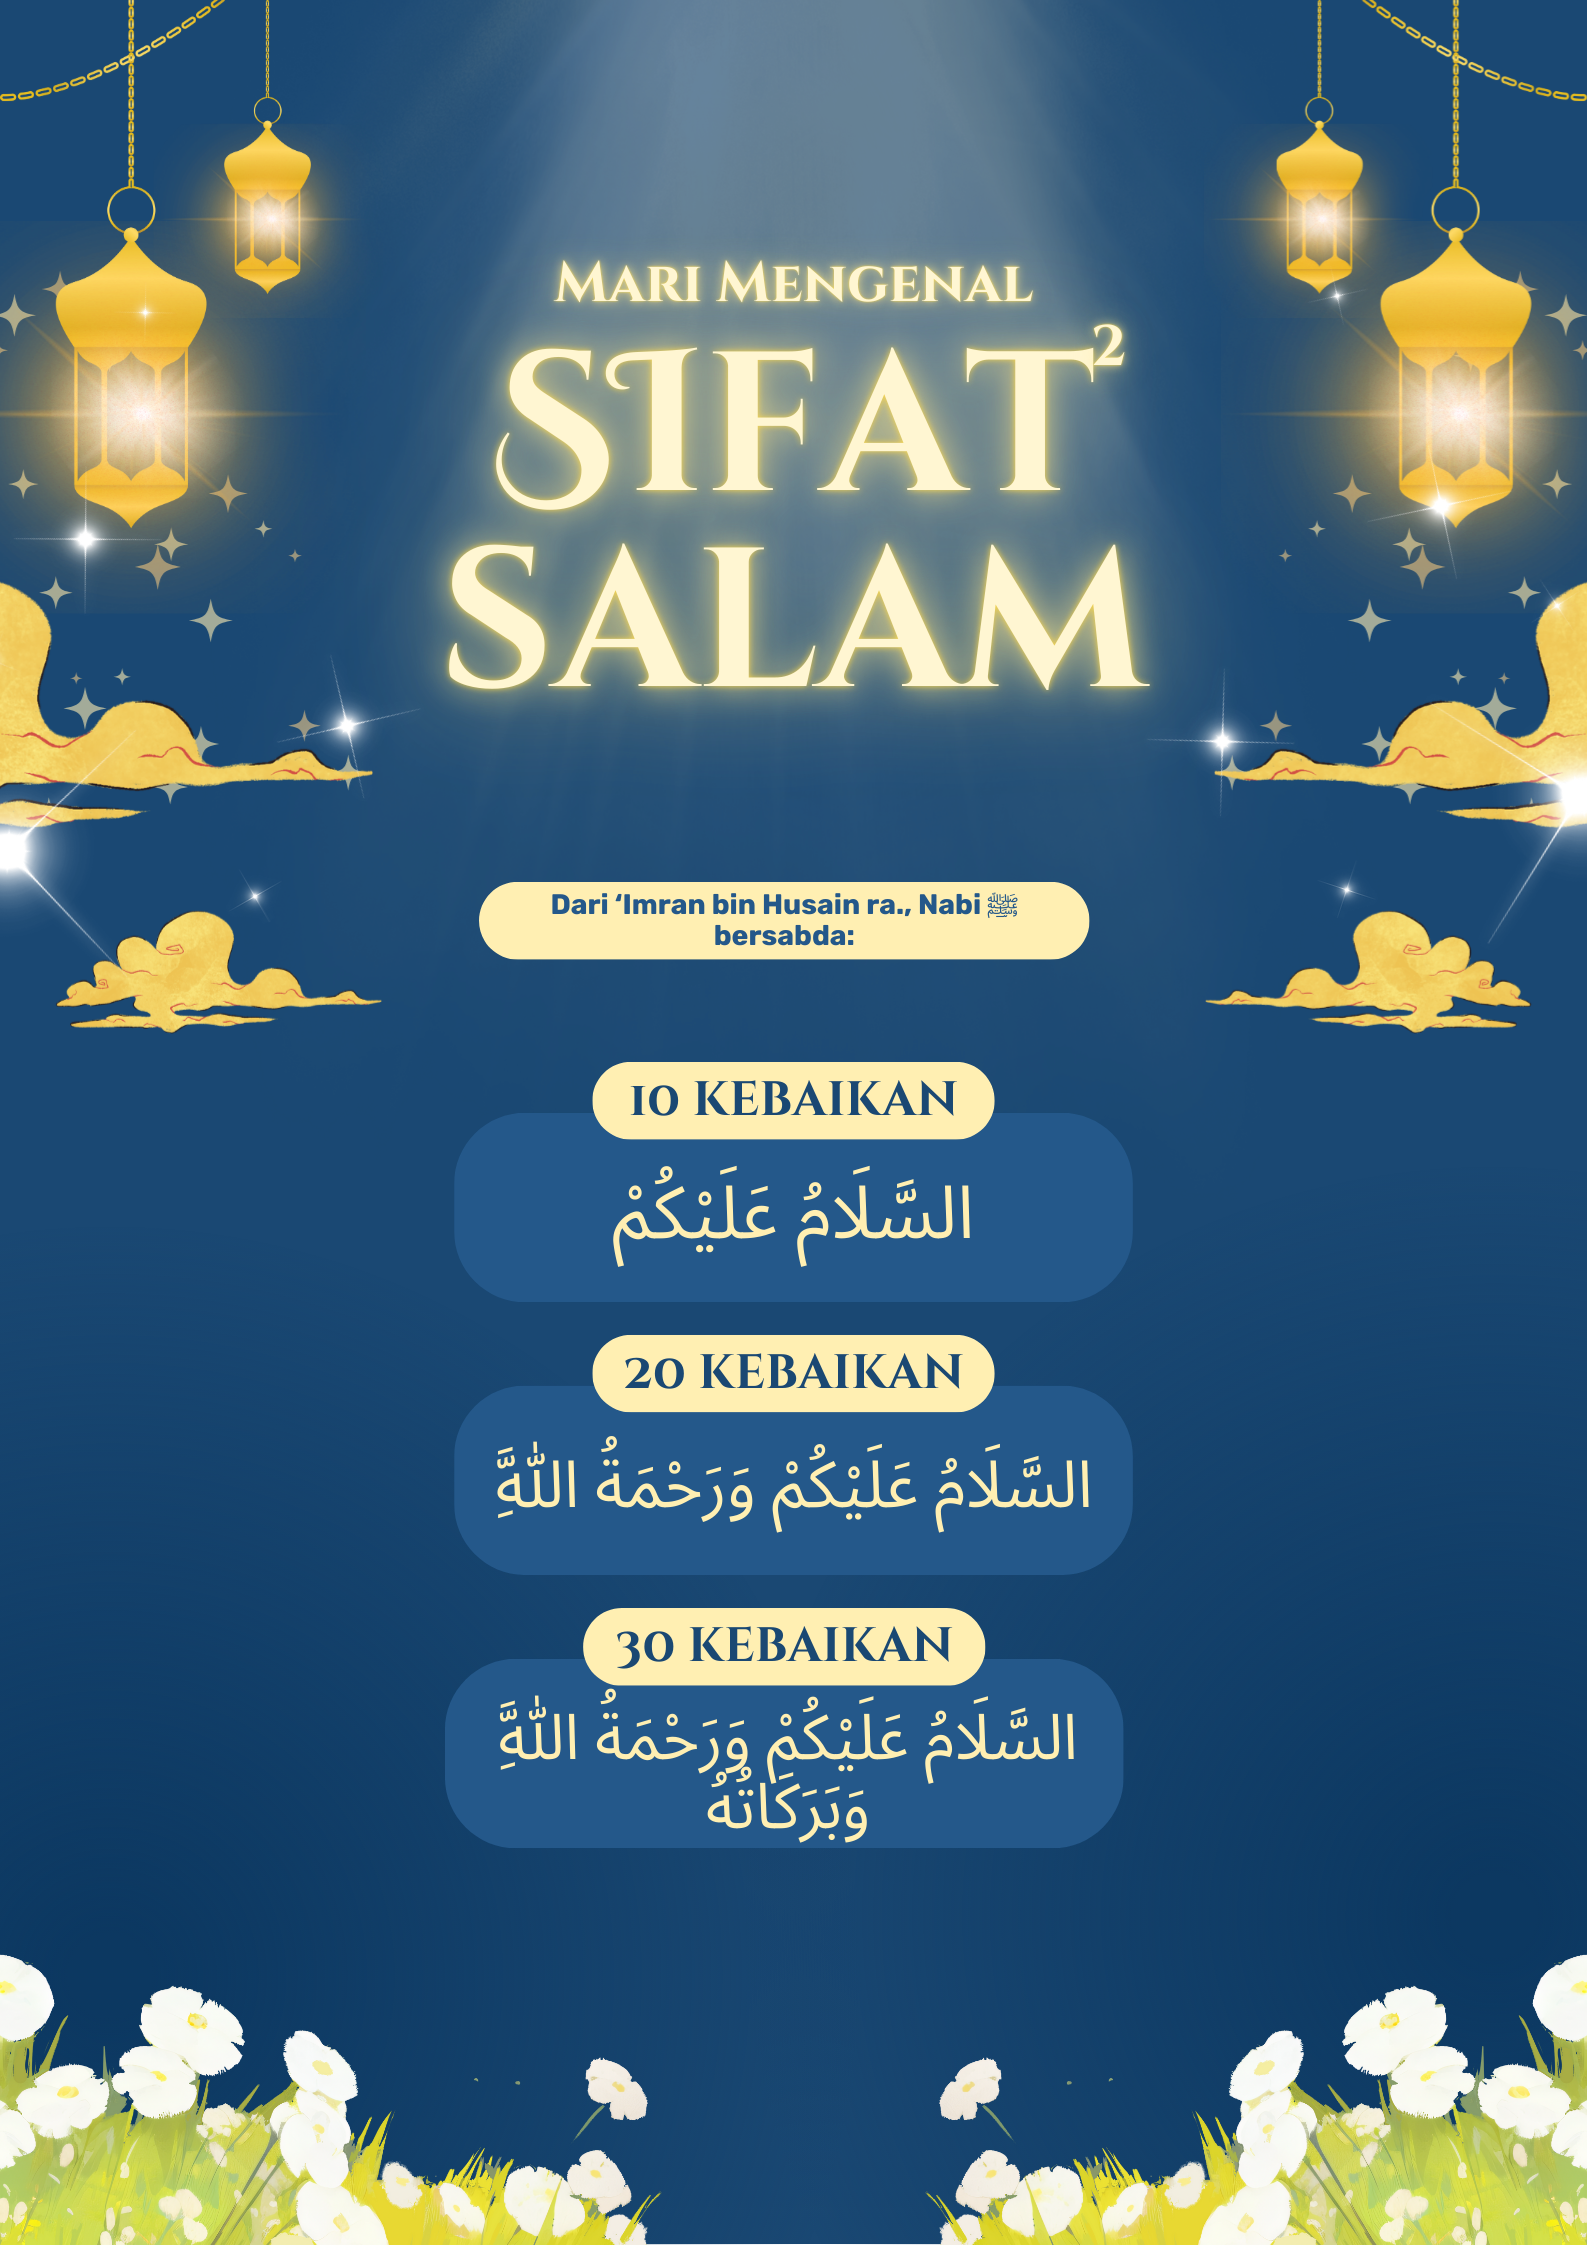 Mari Mengenal
Sifat²
Salam
Dari ‘Imran bin Husain ra., Nabi ﷺ
bersabda:
10 KEBAIKAN
السَّلَامُ عَلَيْكُمْ
20 KEBAIKAN
السَّلَامُ عَلَيْكُمْ وَرَحْمَةُ اللّٰهَِّ
30 KEBAIKAN
السَّلَامُ عَلَيْكُمْ وَرَحْمَةُ اللّٰهَِّ
وَبَرَكَاتُهُ